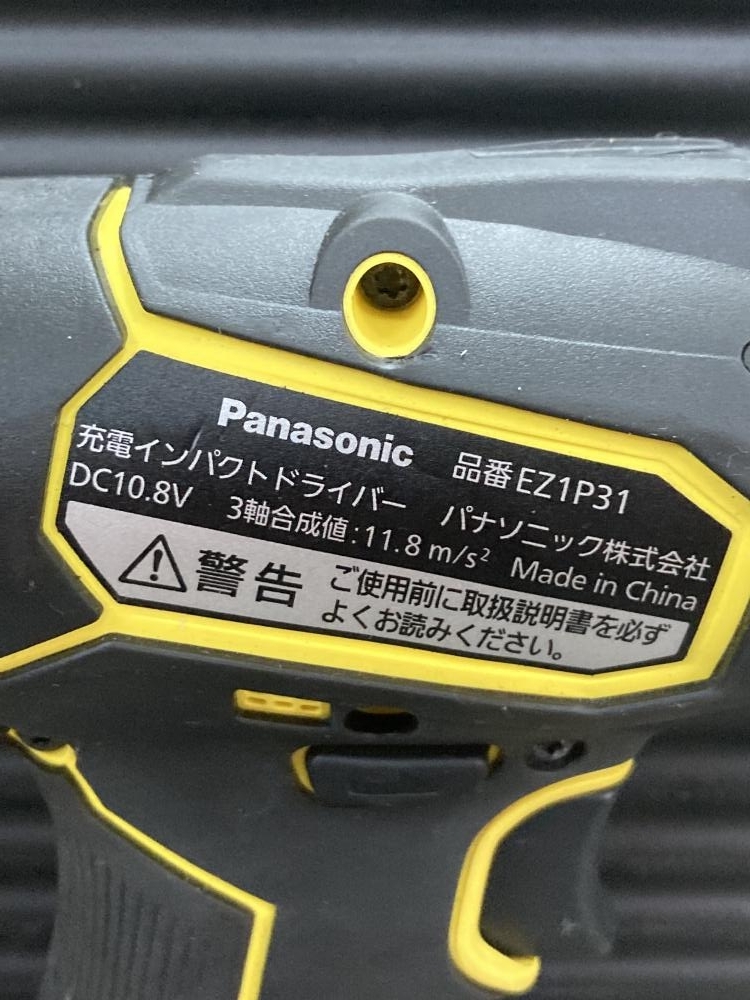 Panasonic 品番 EZ1P31
充電インパクトドライバー パナソニック株式会社
DC10.8V 3軸合成値:11.8 m/s² Made in China
警告 ご使用前に取扱説明書を必ず
よくお読みください。